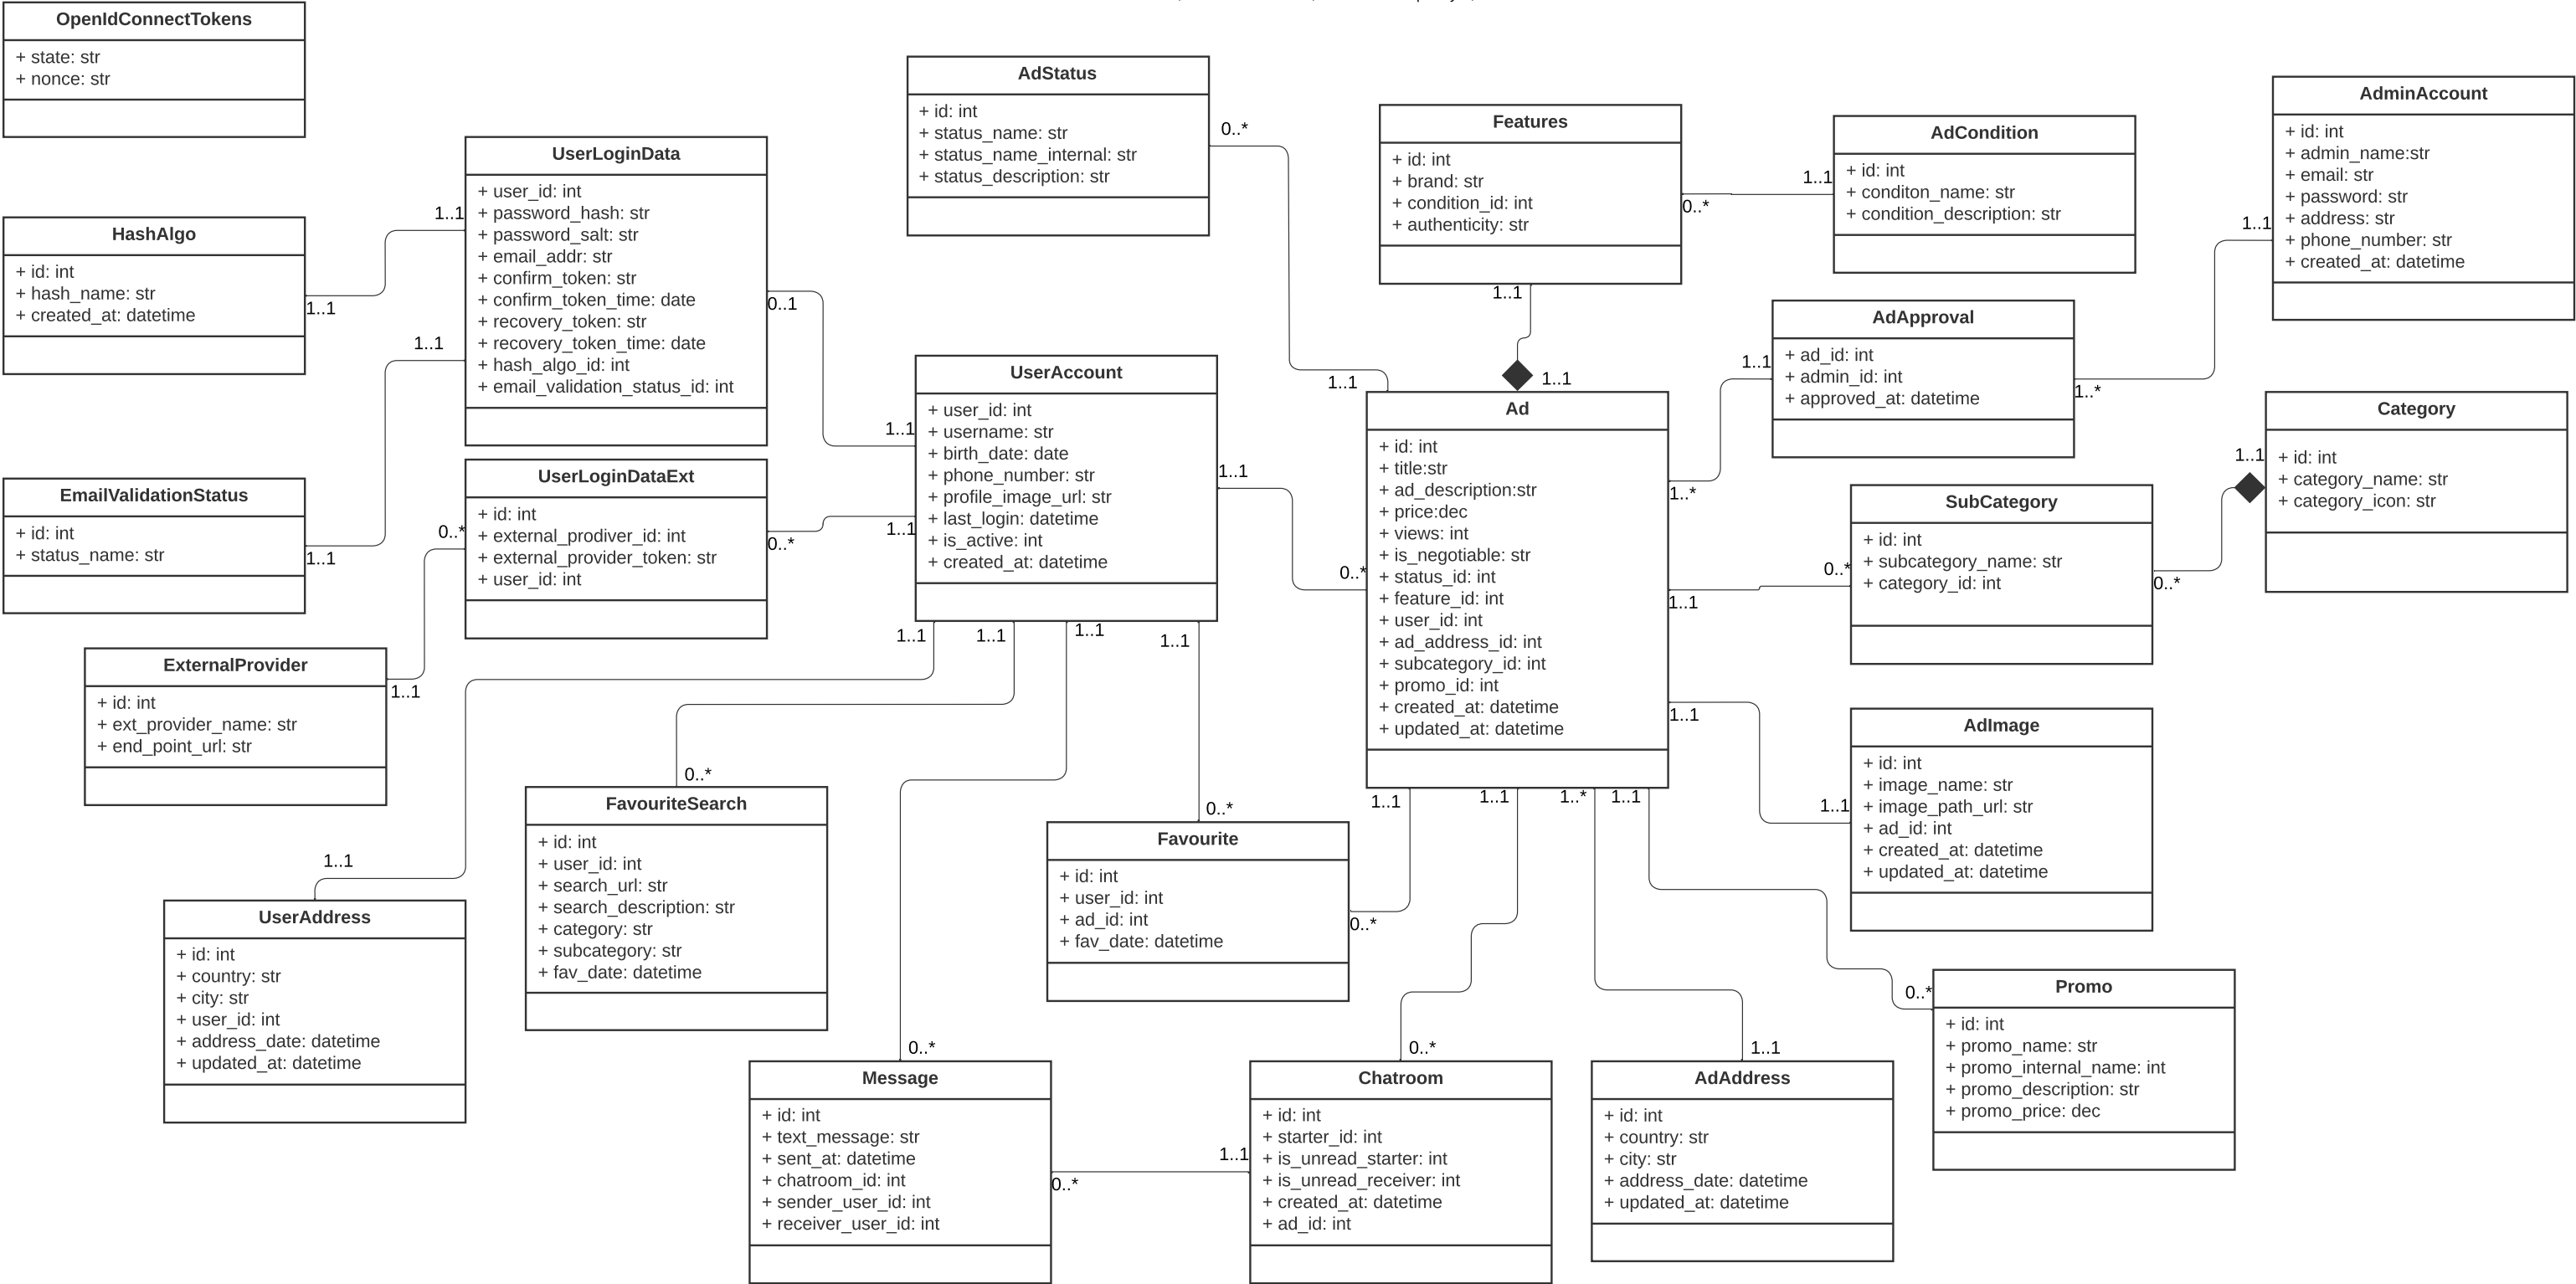 OpenIdConnectTokens
+ state: str
+ nonce: str
HashAlgo
+ id: int
+ hash_name: str
+ created_at: datetime
1..1
EmailValidationStatus
+ id: int
+ status_name: str
1..1
ExternalProvider
+ id: int
+ ext_provider_name: str
+ end_point_url: str
1..1
UserLoginData
+ user_id: int
+ password_hash: str
+ password_salt: str
+ email_addr: str
+ confirm_token: str
+ confirm_token_time: date
+ recovery_token: str
+ recovery_token_time: date
+ hash_algo_id: int
+ email_validation_status_id: int
1..1
1..1
0..1
UserLoginDataExt
+ id: int
+ external_prodiver_id: int
+ external_provider_token: str
+ user_id: int
0..*
0..*
UserAccount
+ user_id: int
+ username: str
+ birth_date: date
+ phone_number: str
+ profile_image_url: str
+ last_login: datetime
+ is_active: int
+ created_at: datetime
1..1
1..1
1..1
1..1
1..1
1..1
1..1
UserAddress
+ id: int
+ country: str
+ city: str
+ user_id: int
+ address_date: datetime
+ updated_at: datetime
1..1
FavouriteSearch
+ id: int
+ user_id: int
+ search_url: str
+ search_description: str
+ category: str
+ subcategory: str
+ fav_date: datetime
0..*
Favourite
+ id: int
+ user_id: int
+ ad_id: int
+ fav_date: datetime
0..*
0..*
Message
+ id: int
+ text_message: str
+ sent_at: datetime
+ chatroom_id: int
+ sender_user_id: int
+ receiver_user_id: int
0..*
0..*
Chatroom
+ id: int
+ starter_id: int
+ is_unread_starter: int
+ is_unread_receiver: int
+ created_at: datetime
+ ad_id: int
0..*
1..1
AdStatus
+ id: int
+ status_name: str
+ status_name_internal: str
+ status_description: str
0..*
Features
+ id: int
+ brand: str
+ condition_id: int
+ authenticity: str
0..*
1..1
AdCondition
+ id: int
+ conditon_name: str
+ condition_description: str
1..1
AdminAccount
+ id: int
+ admin_name:str
+ email: str
+ password: str
+ address: str
+ phone_number: str
+ created_at: datetime
1..1
AdApproval
+ ad_id: int
+ admin_id: int
+ approved_at: datetime
1..1
1..*
Category
+ id: int
+ category_name: str
+ category_icon: str
1..1
SubCategory
+ id: int
+ subcategory_name: str
+ category_id: int
0..*
0..*
Ad
+ id: int
+ title:str
+ ad_description:str
+ price:dec
+ views: int
+ is_negotiable: str
+ status_id: int
+ feature_id: int
+ user_id: int
+ ad_address_id: int
+ subcategory_id: int
+ promo_id: int
+ created_at: datetime
+ updated_at: datetime
1..1
1..1
1..*
0..*
1..1
1..1
1..1
1..1
1..*
1..1
AdImage
+ id: int
+ image_name: str
+ image_path_url: str
+ ad_id: int
+ created_at: datetime
+ updated_at: datetime
1..1
AdAddress
+ id: int
+ country: str
+ city: str
+ address_date: datetime
+ updated_at: datetime
1..1
Promo
+ id: int
+ promo_name: str
+ promo_internal_name: int
+ promo_description: str
+ promo_price: dec
0..*